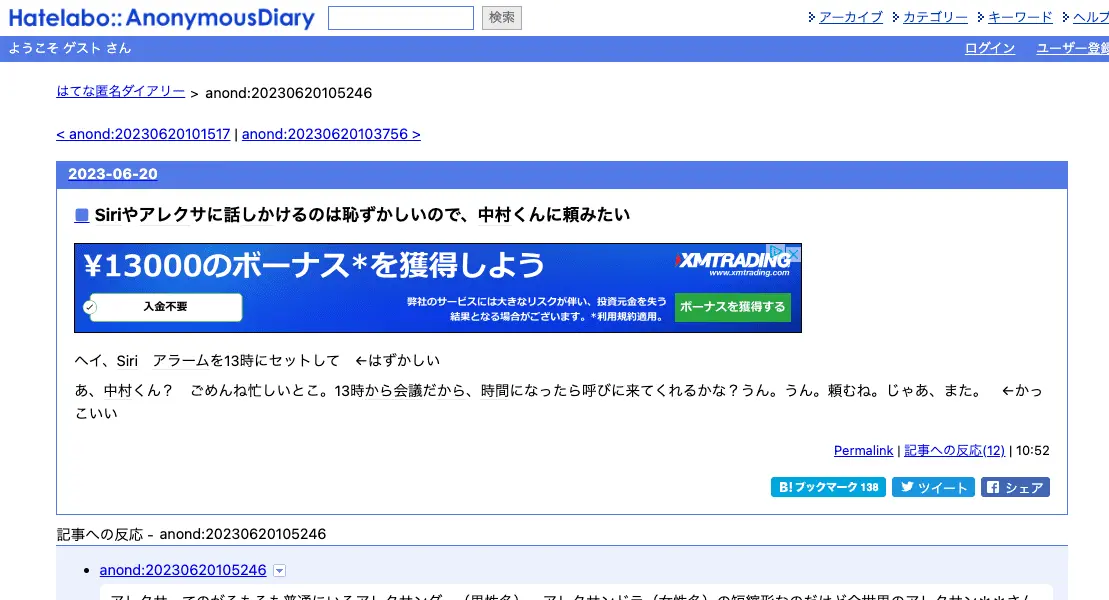 Hatelabo::AnonymousDiary 検索 アーカイブ カテゴリー キーワード ヘルプ
ようこそ ゲスト さん ログイン ユーザー登録
はてな匿名ダイアリー > anond:20230620105246
< anond:20230620101517 | anond:20230620103756 >
2023-06-20
Siriやアレクサに話しかけるのは恥ずかしいので、中村くんに頼みたい
¥13000のボーナス*を獲得しよう XMTRADING
www.xmtrading.com
入金不要 弊社のサービスには大きなリスクが伴い、投資元金を失う ボーナスを獲得する
結果となる場合がございます。*利用規約適用。
ヘイ、Siri　アラームを13時にセットして　←はずかしい
あ、中村くん？　ごめんね忙しいとこ。13時から会議だから、時間になったら呼びに来てくれるかな？うん。うん。頼むね。じゃあ、また。　←かっ
こいい
Permalink | 記事への反応(12) | 10:52
B!ブックマーク 138 ツイート シェア
記事への反応 - anond:20230620105246
anond:20230620105246